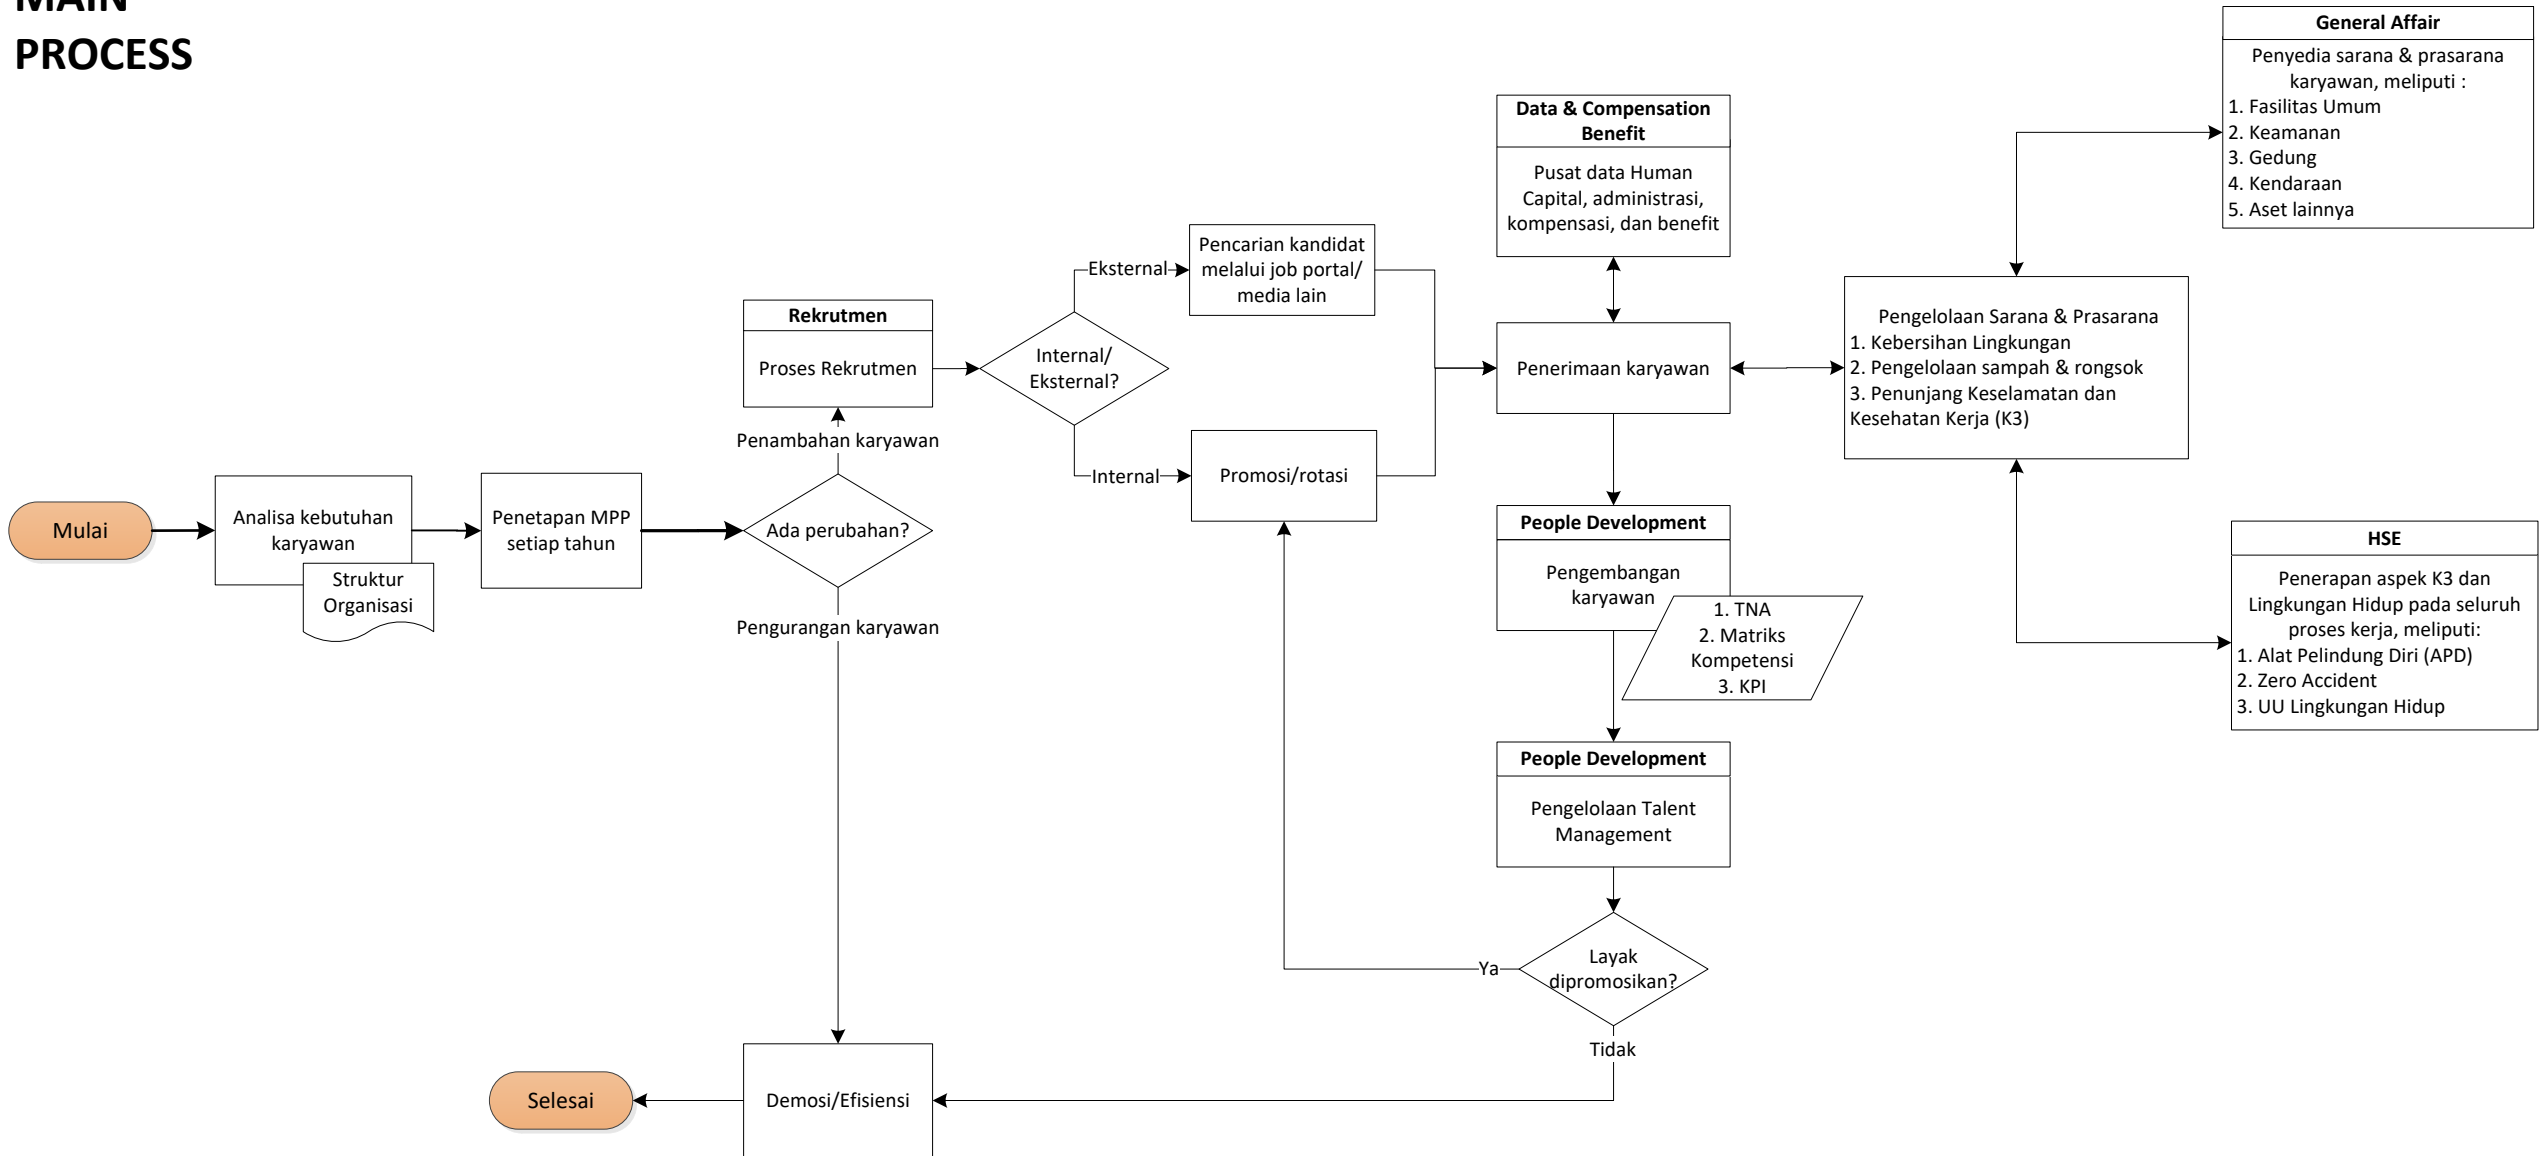 MAIN
PROCESS
General Affair
Penyedia sarana & prasarana
karyawan, meliputi :
1. Fasilitas Umum
2. Keamanan
3. Gedung
4. Kendaraan
5. Aset lainnya
Data & Compensation
Benefit
Pusat data Human
Capital, administrasi,
kompensasi, dan benefit
Eksternal
Pencarian kandidat
melalui job portal/
media lain
Rekrutmen
Proses Rekrutmen
Internal/
Eksternal?
Penerimaan karyawan
Pengelolaan Sarana & Prasarana
1. Kebersihan Lingkungan
2. Pengelolaan sampah & rongsok
3. Penunjang Keselamatan dan
Kesehatan Kerja (K3)
Penambahan karyawan
Internal
Promosi/rotasi
Mulai
Analisa kebutuhan
karyawan
Struktur
Organisasi
Penetapan MPP
setiap tahun
Ada perubahan?
Pengurangan karyawan
People Development
Pengembangan
karyawan
1. TNA
2. Matriks
Kompetensi
3. KPI
HSE
Penerapan aspek K3 dan
Lingkungan Hidup pada seluruh
proses kerja, meliputi:
1. Alat Pelindung Diri (APD)
2. Zero Accident
3. UU Lingkungan Hidup
People Development
Pengelolaan Talent
Management
Ya
Layak
dipromosikan?
Tidak
Selesai
Demosi/Efisiensi